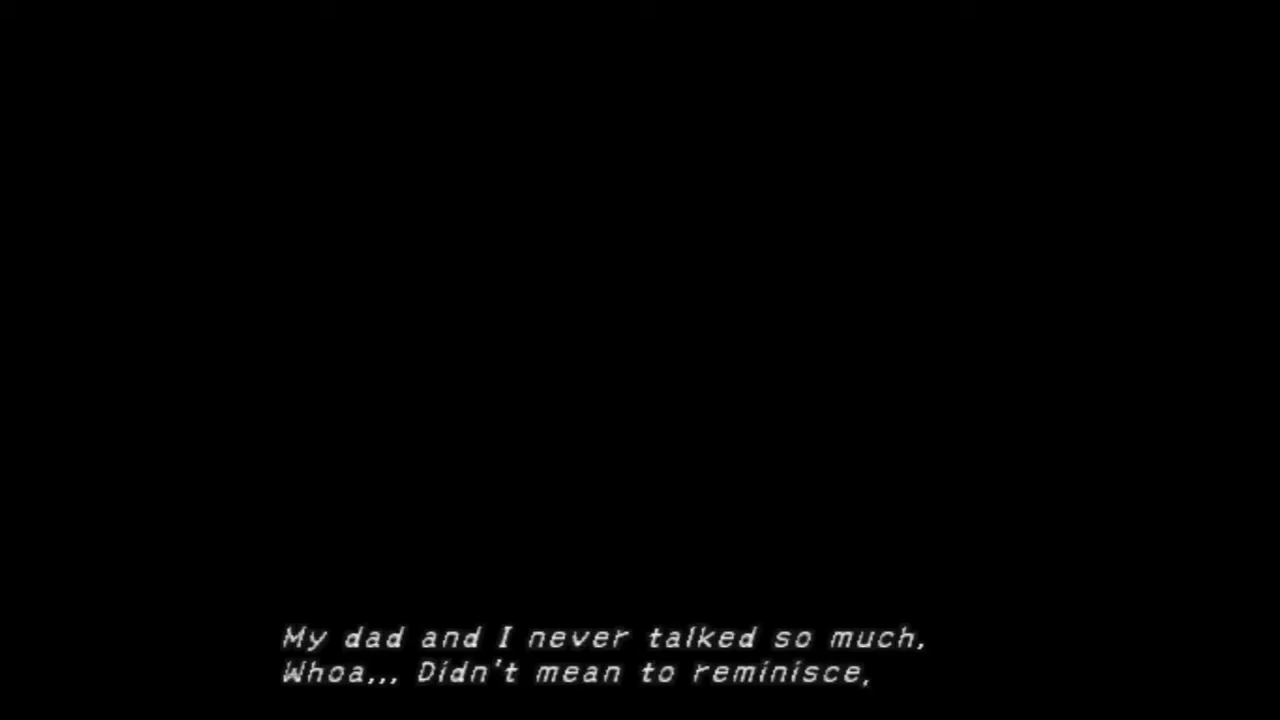 My dad and I never talked so much.
Whoa... Didn't mean to reminisce.